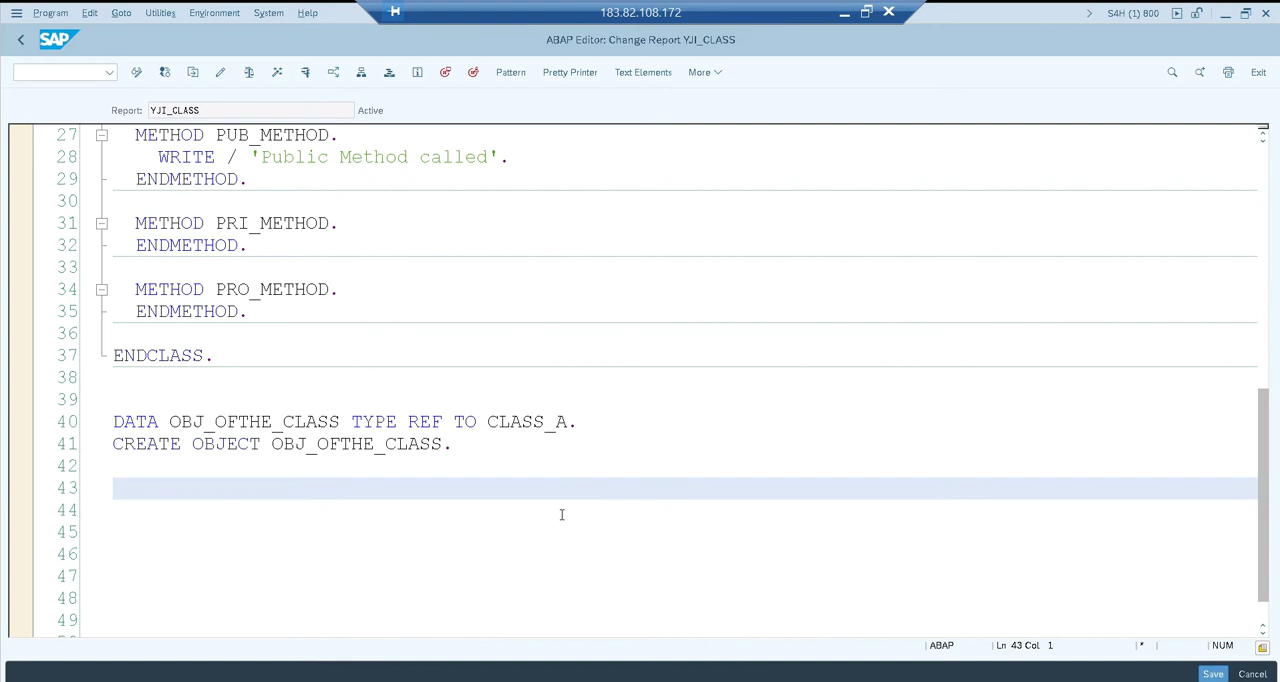 Program Edit Goto Utilities Environment System Help
183.82.108.172
S4H (1) 800
SAP
ABAP Editor: Change Report YJI_CLASS
Pattern Pretty Printer Text Elements More Exit
Report: YJI_CLASS Active
27 METHOD PUB_METHOD.
28 WRITE / 'Public Method called'.
29 ENDMETHOD.
30
31 METHOD PRI_METHOD.
32 ENDMETHOD.
33
34 METHOD PRO_METHOD.
35 ENDMETHOD.
36
37 ENDCLASS.
38
39
40 DATA OBJ_OFTHE_CLASS TYPE REF TO CLASS_A.
41 CREATE OBJECT OBJ_OFTHE_CLASS.
42
43
44
45
46
47
48
49
ABAP Ln 43 Col 1 * NUM
Save Cancel